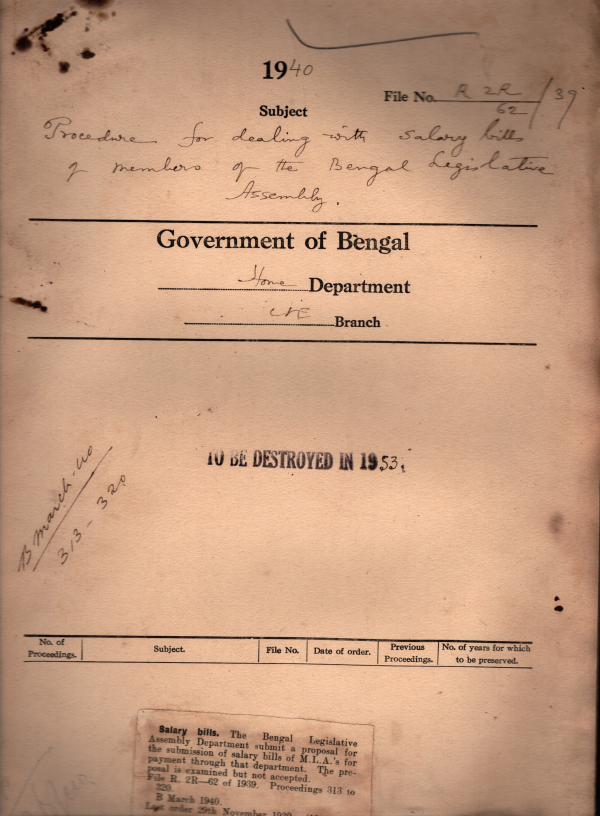 1940
File No. R 2R/62 / 39
Subject
Procedure for dealing with salary bills
of members of the Bengal Legislative
Assembly.
Government of Bengal
Home Department
Branch
TO BE DESTROYED IN 1953.
B March-40
313 - 320
No. of Proceedings. Subject. File No. Date of order. Previous Proceedings. No. of years for which to be preserved.
Salary bills. The Bengal Legislative
Assembly Department submit a proposal for
the submission of salary bills of M.L.A.'s for
payment through that department. The pro-
posal is examined but not accepted.
File R. 2R—62 of 1939. Proceedings 313 to
320.
B March 1940.
Last order 29th November 1939.